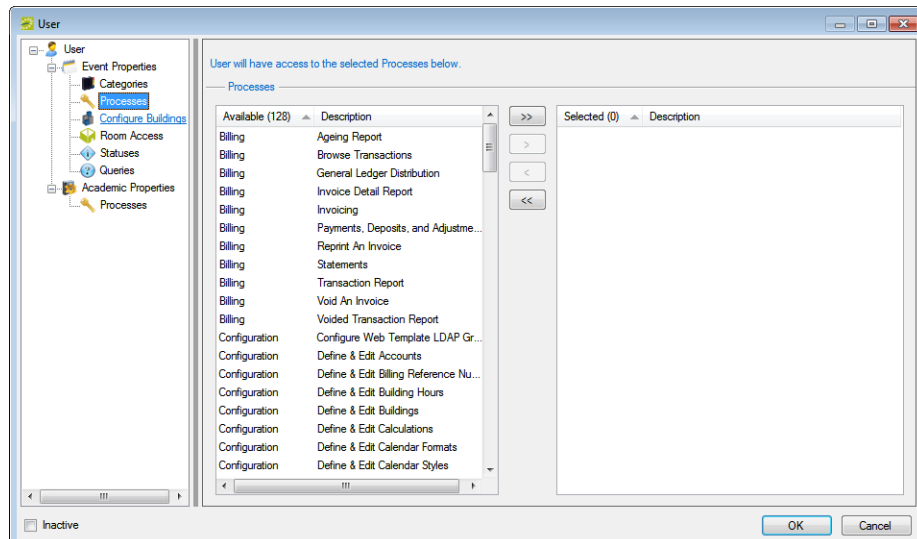 User
User
Event Properties
Categories
Processes
Configure Buildings
Room Access
Statuses
Queries
Academic Properties
Processes
User will have access to the selected Processes below.
Processes
Available (128) Description
Billing Ageing Report
Billing Browse Transactions
Billing General Ledger Distribution
Billing Invoice Detail Report
Billing Invoicing
Billing Payments, Deposits, and Adjustme...
Billing Reprint An Invoice
Billing Statements
Billing Transaction Report
Billing Void An Invoice
Billing Voided Transaction Report
Configuration Configure Web Template LDAP Gr...
Configuration Define & Edit Accounts
Configuration Define & Edit Billing Reference Nu...
Configuration Define & Edit Building Hours
Configuration Define & Edit Buildings
Configuration Define & Edit Calculations
Configuration Define & Edit Calendar Formats
Configuration Define & Edit Calendar Styles
>>
>
<
<<
Selected (0) Description
Inactive
OK Cancel